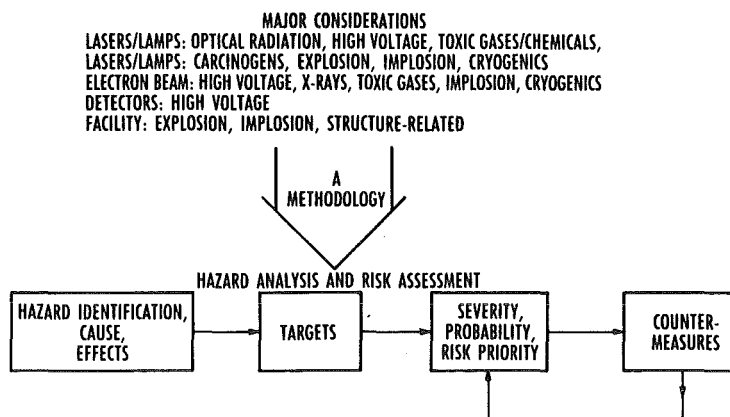 MAJOR CONSIDERATIONS
LASERS/LAMPS: OPTICAL RADIATION, HIGH VOLTAGE, TOXIC GASES/CHEMICALS,
LASERS/LAMPS: CARCINOGENS, EXPLOSION, IMPLOSION, CRYOGENICS
ELECTRON BEAM: HIGH VOLTAGE, X-RAYS, TOXIC GASES, IMPLOSION, CRYOGENICS
DETECTORS: HIGH VOLTAGE
FACILITY: EXPLOSION, IMPLOSION, STRUCTURE-RELATED
A
METHODOLOGY
HAZARD ANALYSIS AND RISK ASSESSMENT
HAZARD IDENTIFICATION,
CAUSE,
EFFECTS
TARGETS
SEVERITY,
PROBABILITY,
RISK PRIORITY
COUNTER-
MEASURES